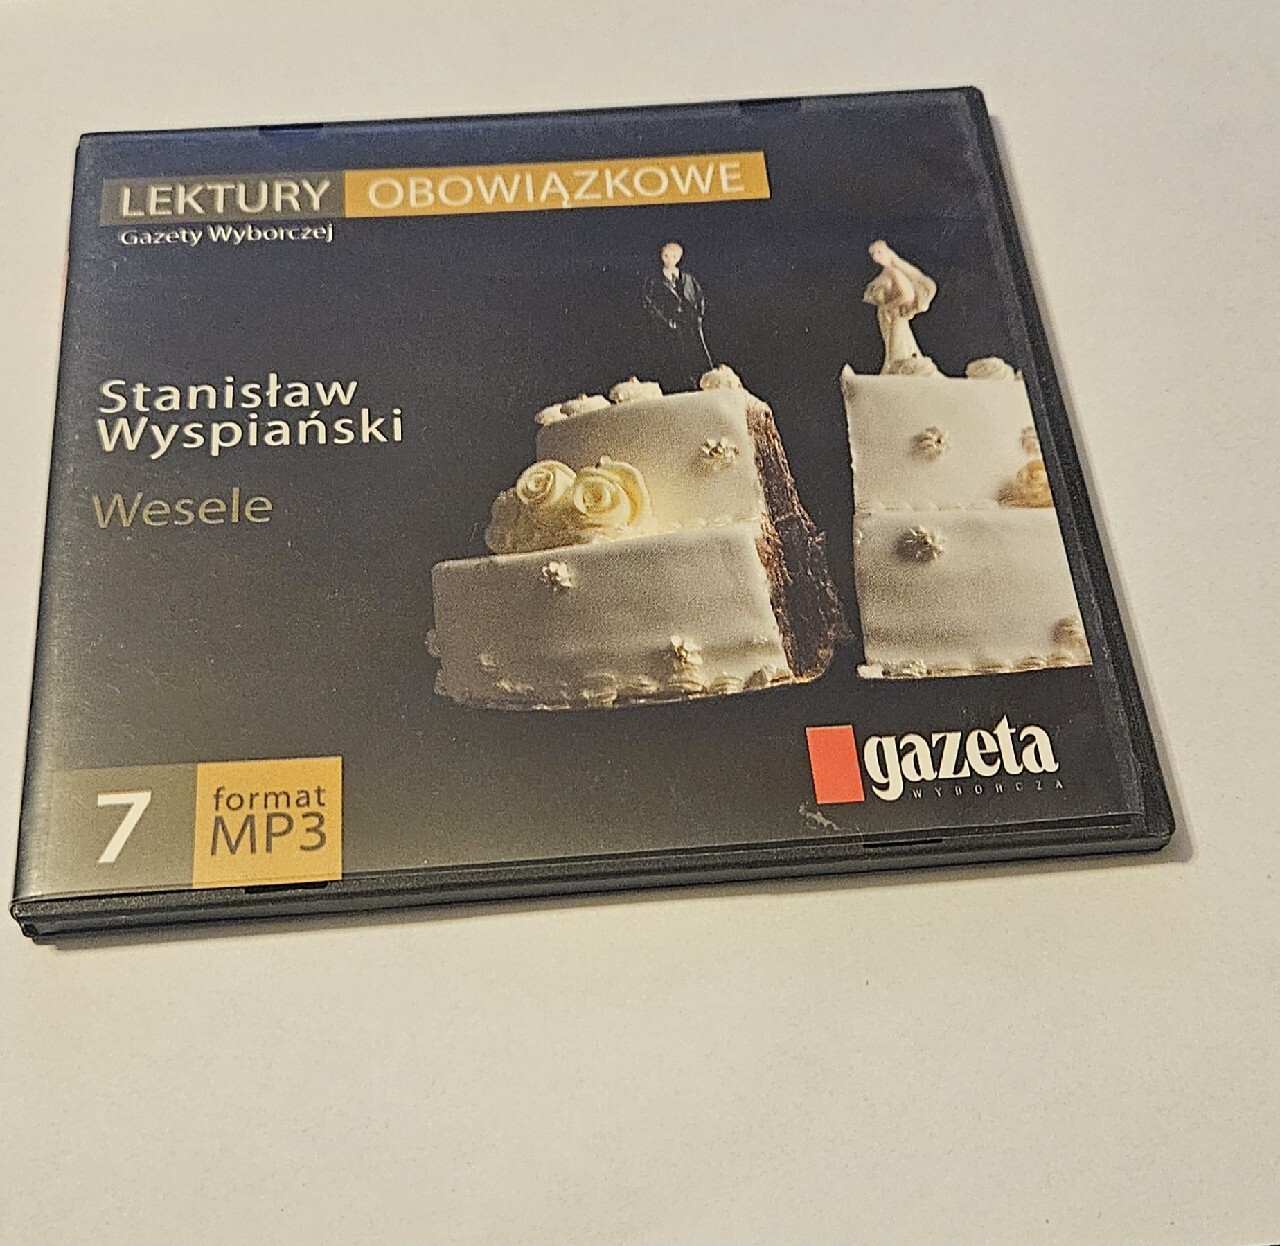 LEKTURY OBOWIĄZKOWE
Gazety Wyborczej
Stanisław
Wyspiański
Wesele
7
format
MP3
gazeta
WYBORCZA